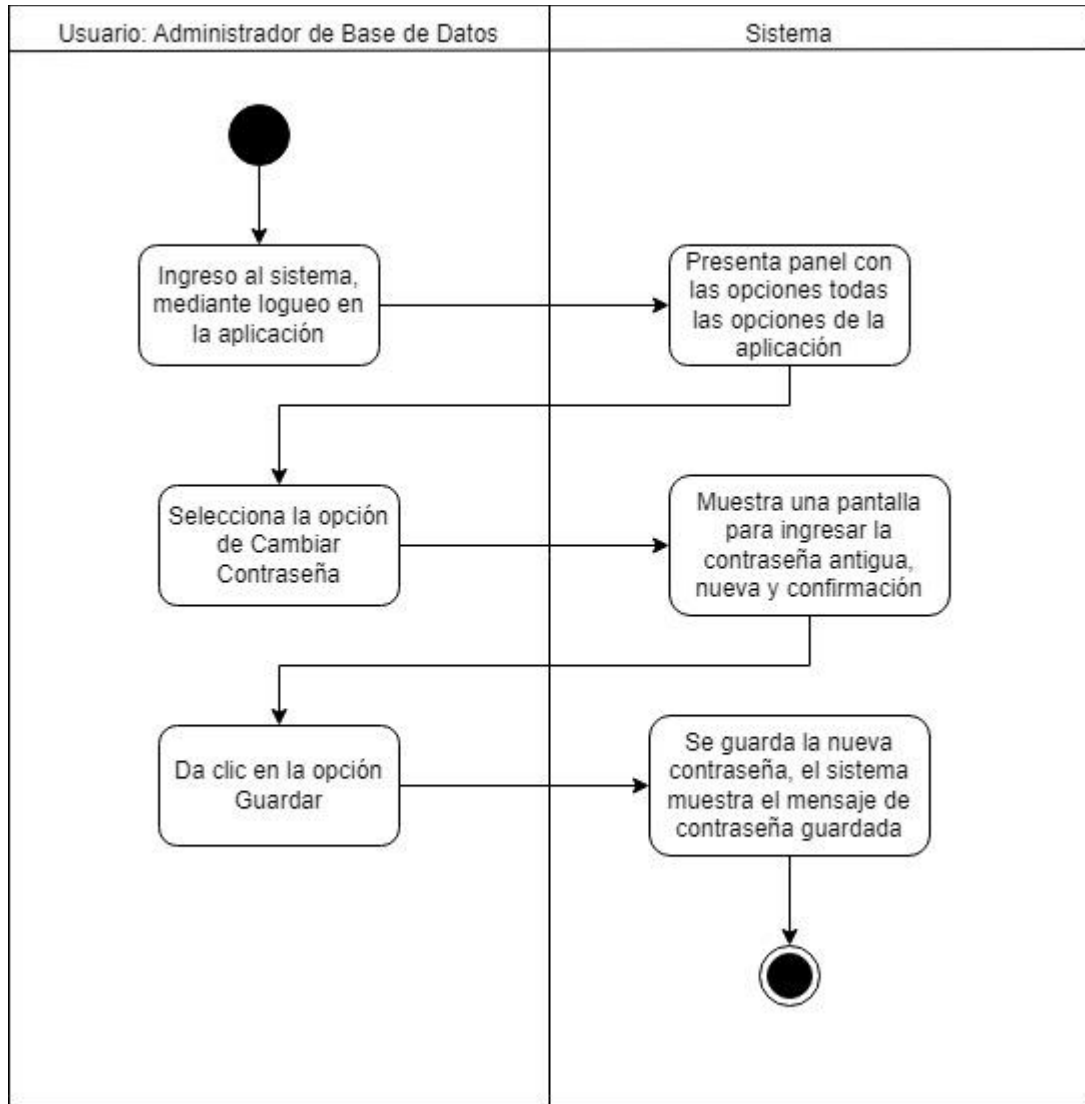 Usuario: Administrador de Base de Datos
Sistema
Ingreso al sistema,
mediante logueo en
la aplicación
Presenta panel con
las opciones todas
las opciones de la
aplicación
Selecciona la opción
de Cambiar
Contraseña
Muestra una pantalla
para ingresar la
contraseña antigua,
nueva y confirmación
Da clic en la opción
Guardar
Se guarda la nueva
contraseña, el sistema
muestra el mensaje de
contraseña guardada